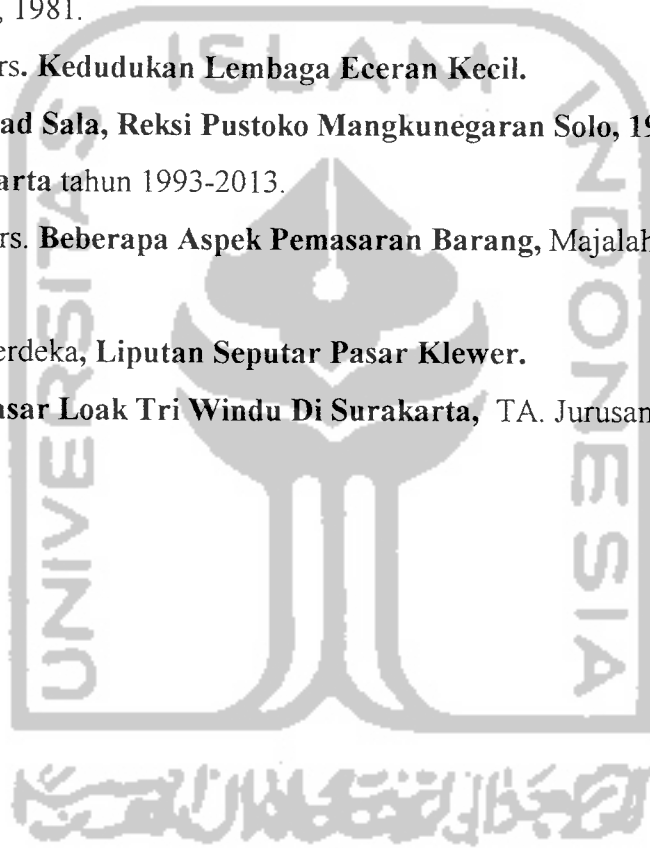 , 1981.
rs. Kedudukan Lembaga Eceran Kecil.
ad Sala, Reksi Pustoko Mangkunegaran Solo, 19
arta tahun 1993-2013.
rs. Beberapa Aspek Pemasaran Barang, Majalah
erdeka, Liputan Seputar Pasar Klewer.
asar Loak Tri Windu Di Surakarta, TA. Jurusan
UNIVERSITAS
ISLAM
INDONESIA